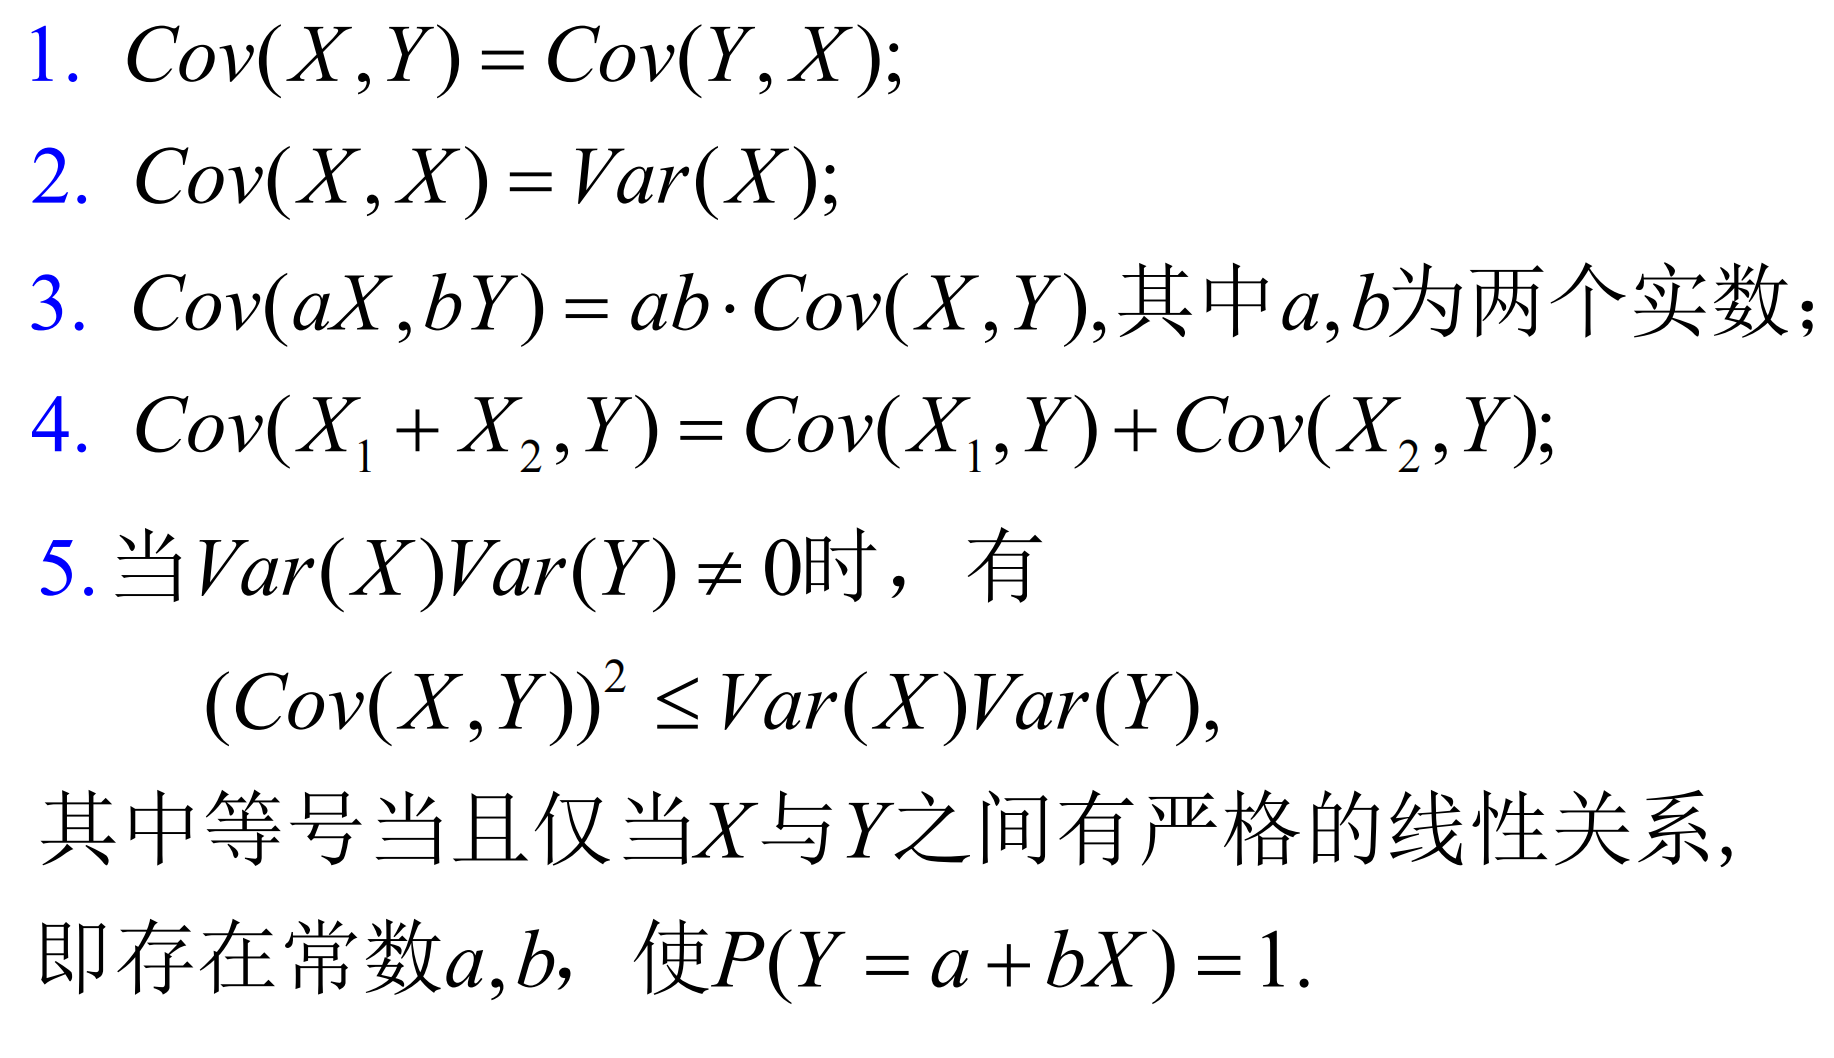 1. Cov(X,Y) = Cov(Y,X);
2. Cov(X,X) = Var(X);
3. Cov(aX,bY) = ab·Cov(X,Y),其中a,b为两个实数;
4. Cov(X₁ + X₂,Y) = Cov(X₁,Y) + Cov(X₂,Y);
5. 当Var(X)Var(Y) ≠ 0时，有
(Cov(X,Y))² ≤ Var(X)Var(Y),
其中等号当且仅当X与Y之间有严格的线性关系,
即存在常数a,b，使P(Y = a + bX) = 1.